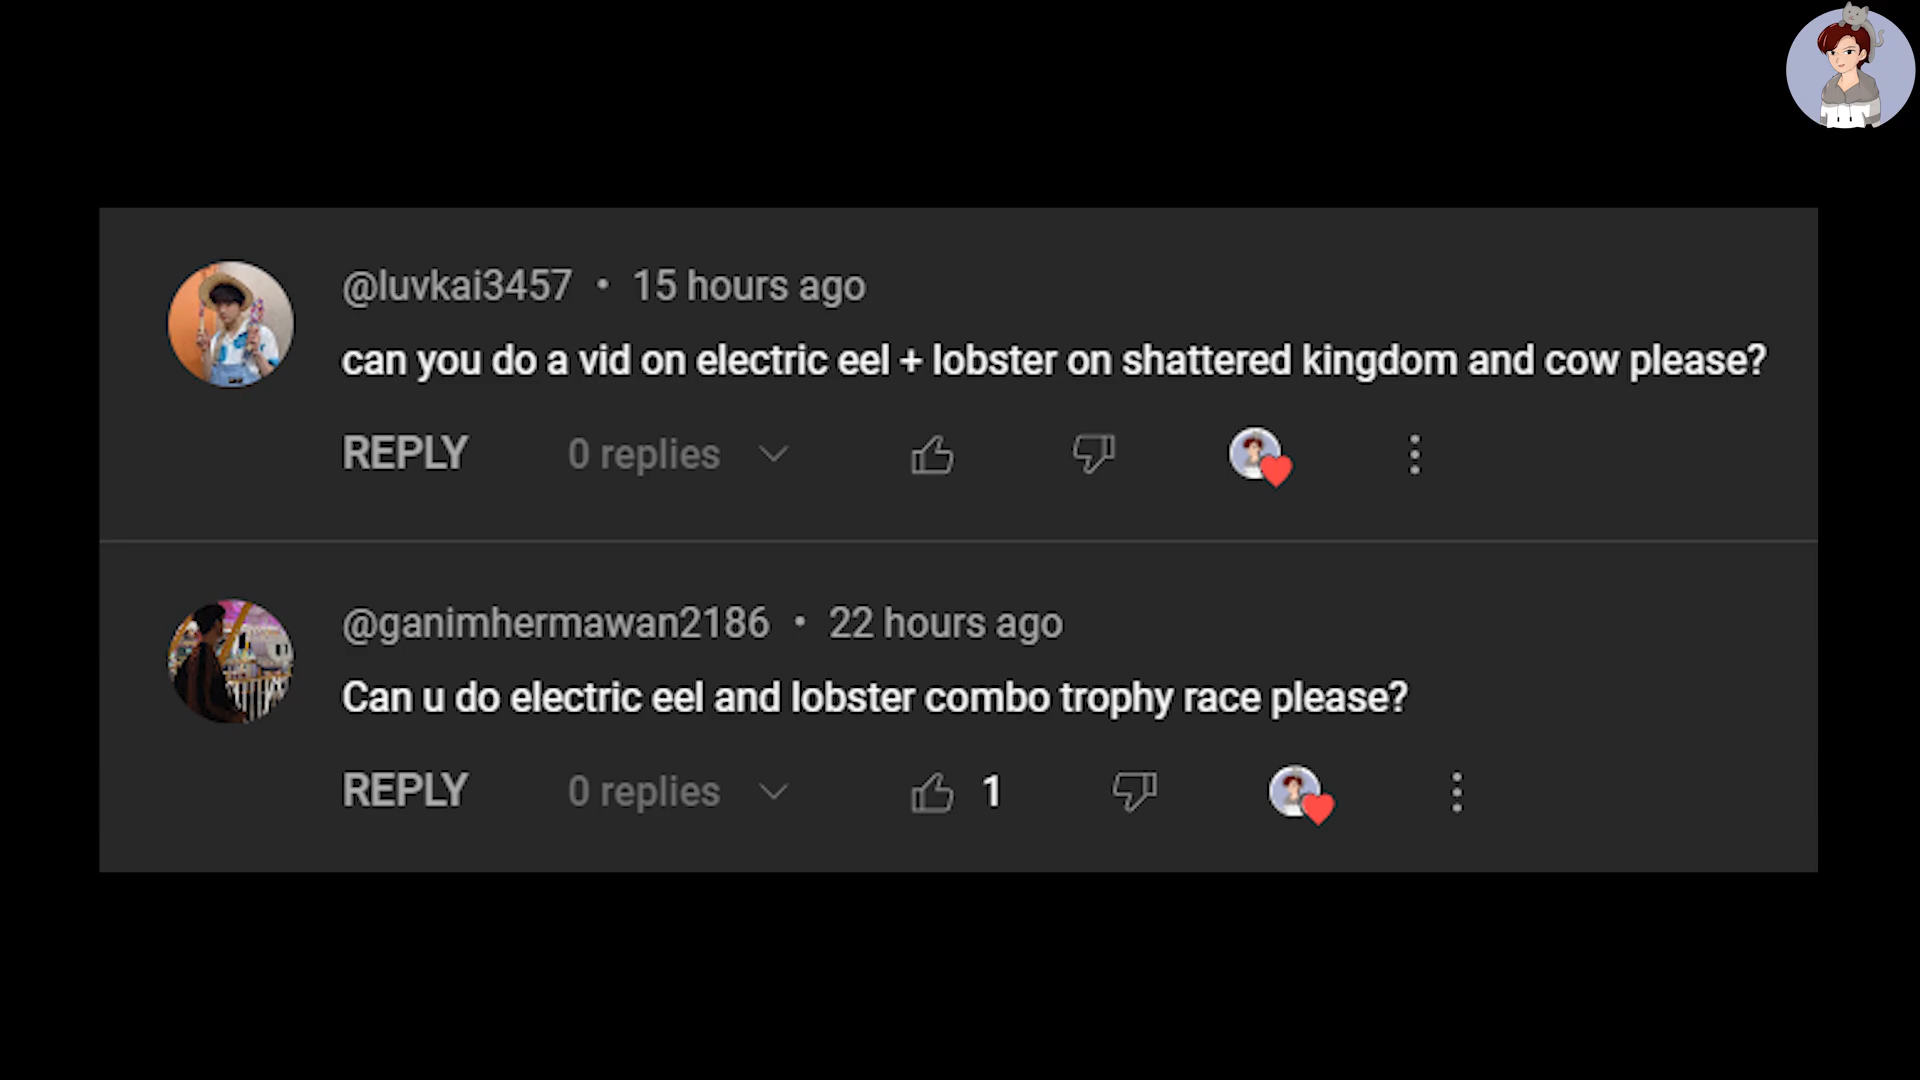 @luvkai3457 • 15 hours ago
can you do a vid on electric eel + lobster on shattered kingdom and cow please?
REPLY 0 replies
@ganimhermawan2186 • 22 hours ago
Can u do electric eel and lobster combo trophy race please?
REPLY 0 replies 1